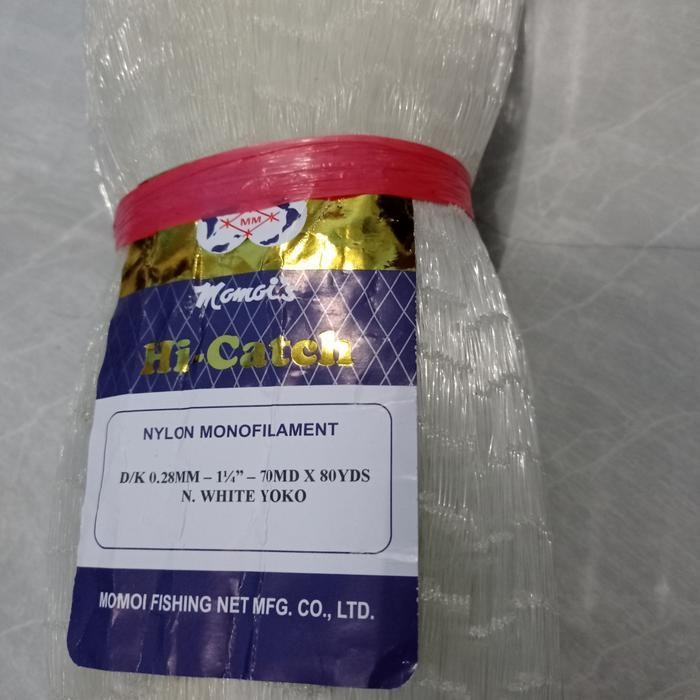 MM
Momoi's
Hi-Catch
NYLON MONOFILAMENT
D/K 0.28MM – 1¼” – 70MD X 80YDS
N. WHITE YOKO
MOMOI FISHING NET MFG. CO., LTD.